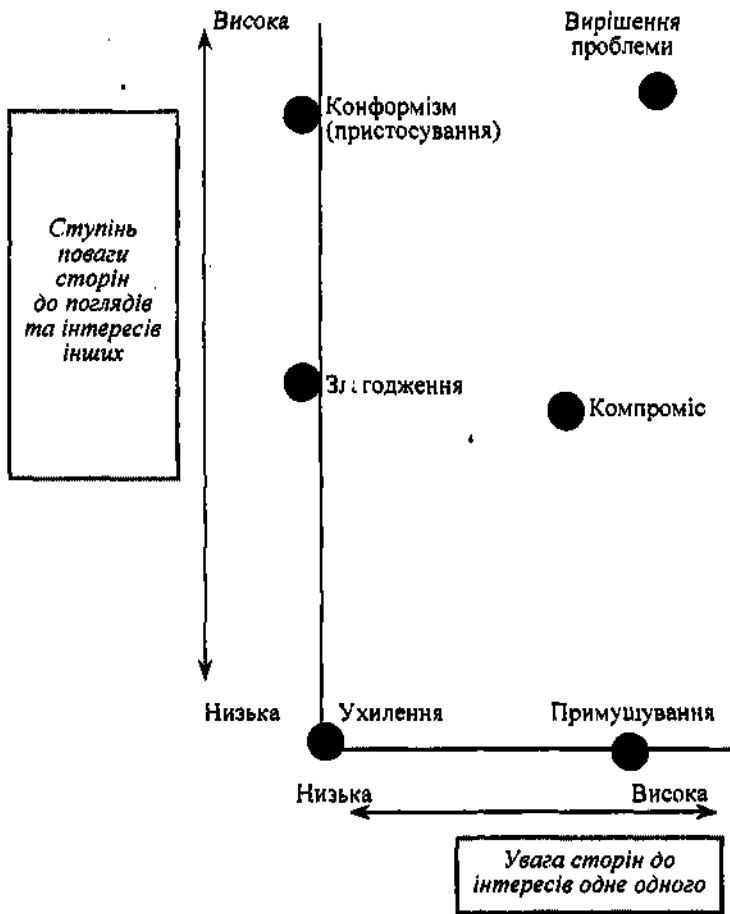 Висока
Вирішення
проблеми
Конформізм
(пристосування)
Ступінь
поваги
сторін
до поглядів
та інтересів
інших
Компроміс
Низька
Ухилення
Примушування
Низька
Висока
Увага сторін до
інтересів одне одного